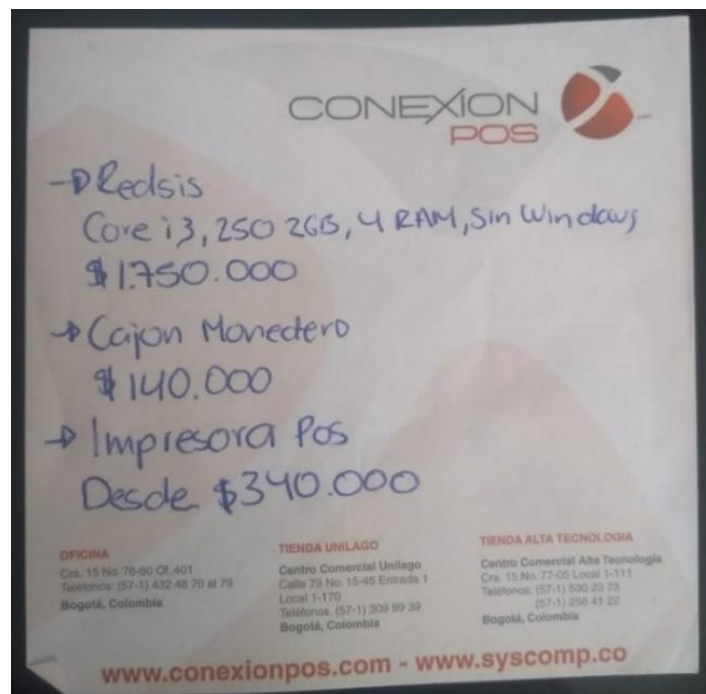 CONEXION
POS
→ Redsis
Core i3, 250 2GB, 4 RAM, Sin Windows
$1.750.000
→ Cajon Monedero
$140.000
→ Impresora Pos
Desde $340.000
OFICINA
Cra. 15 No. 76-60 Of. 401
Teléfonos: (57-1) 432 48 70 al 79
Bogotá, Colombia
TIENDA UNILAGO
Centro Comercial Unilago
Calle 79 No. 15-45 Entrada 1
Local 1-170
Teléfonos. (57-1) 309 99 39
Bogotá, Colombia
TIENDA ALTA TECNOLOGIA
Centro Comercial Alta Tecnologia
Cra. 15 No. 77-05 Local 1-111
Teléfonos: (57-1) 530 23 73
(57-1) 256 41 22
Bogotá, Colombia
www.conexionpos.com - www.syscomp.co